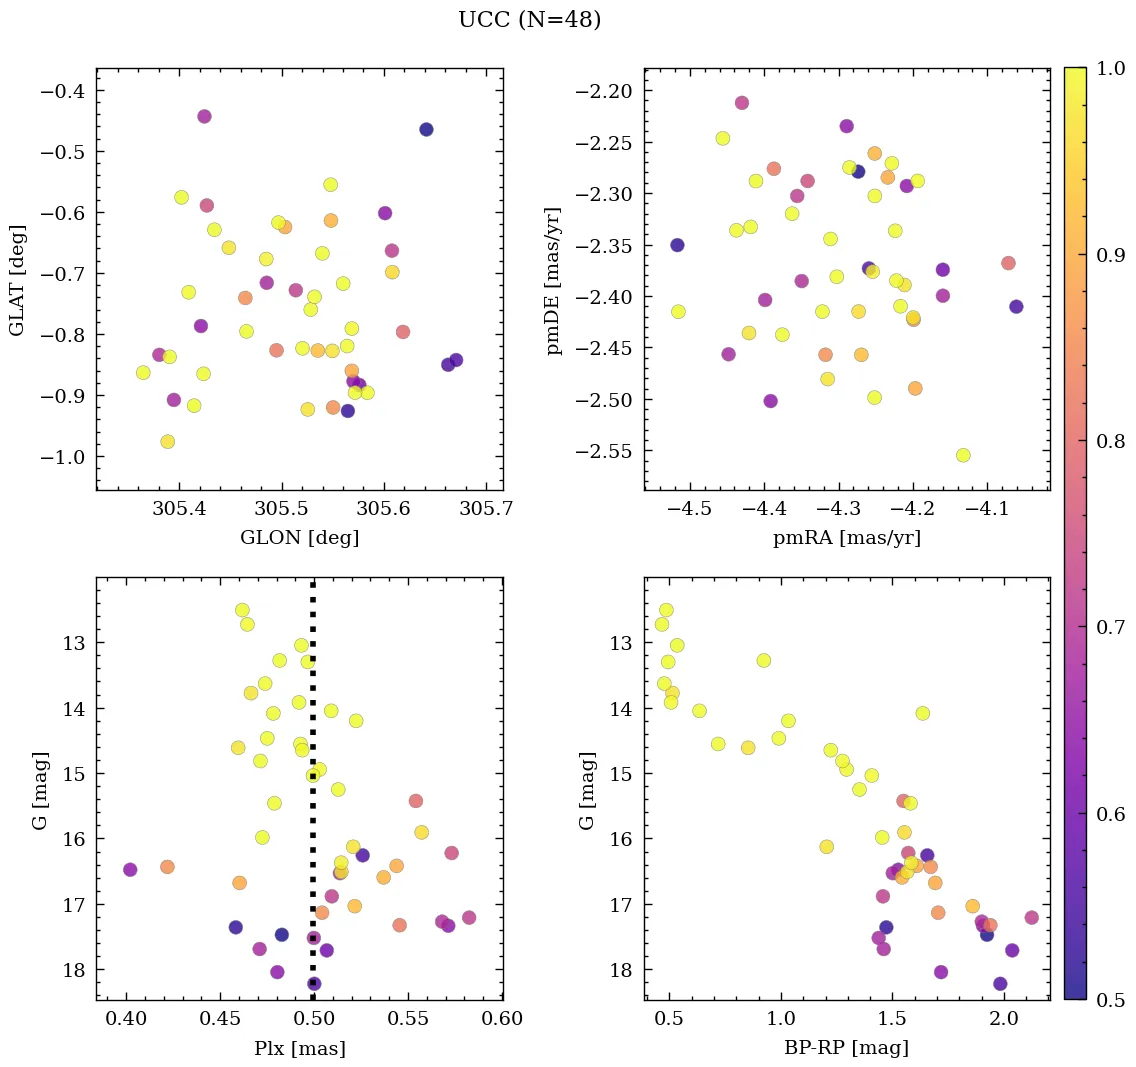 UCC (N=48)
−0.4
−0.5
−0.6
−0.7
−0.8
−0.9
−1.0
GLAT [deg]
305.4 305.5 305.6 305.7
GLON [deg]
−2.20
−2.25
−2.30
−2.35
−2.40
−2.45
−2.50
−2.55
pmDE [mas/yr]
−4.5 −4.4 −4.3 −4.2 −4.1
pmRA [mas/yr]
13
14
15
16
17
18
G [mag]
0.40 0.45 0.50 0.55 0.60
Plx [mas]
13
14
15
16
17
18
G [mag]
0.5 1.0 1.5 2.0
BP-RP [mag]
1.0
0.9
0.8
0.7
0.6
0.5